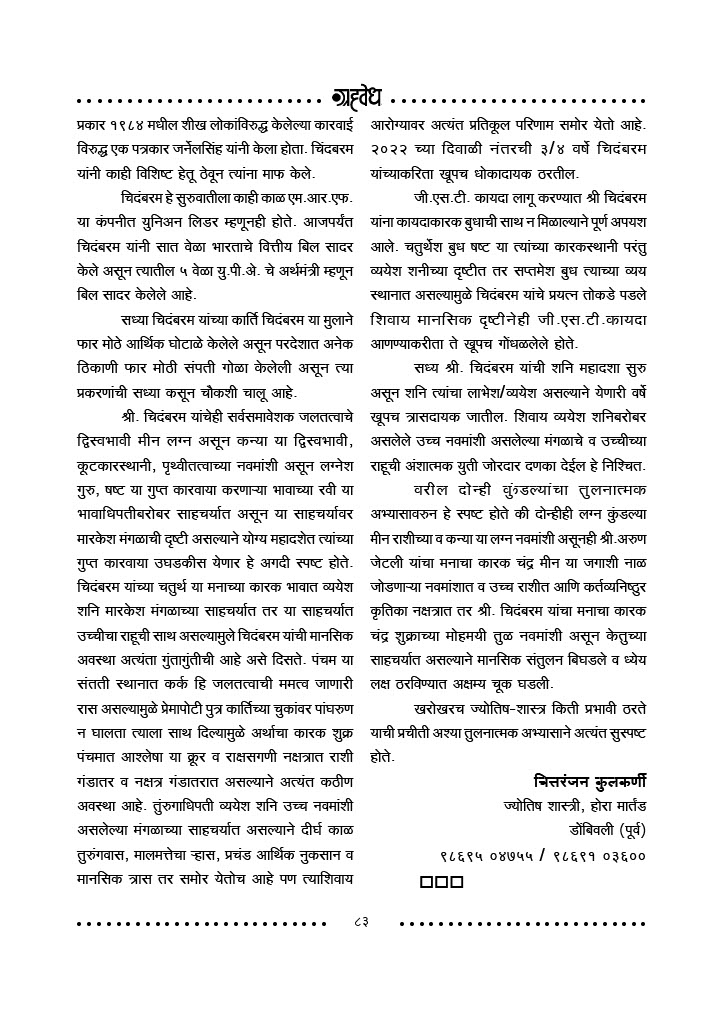 ग्रहवेध
प्रकार १९८४ मधील शीख लोकांविरुद्ध केलेल्या कारवाई
विरुद्ध एक पत्रकार जर्नेलसिंह यांनी केला होता. चिंदबरम
यांनी काही विशिष्ट हेतू ठेवून त्यांना माफ केले.
चिदंबरम हे सुरुवातीला काही काळ एम.आर.एफ.
या कंपनीत युनिअन लिडर म्हणूनही होते. आजपर्यंत
चिदंबरम यांनी सात वेळा भारताचे वित्तीय बिल सादर
केले असून त्यातील ५ वेळा यु.पी.ए. चे अर्थमंत्री म्हणून
बिल सादर केलेले आहे.
सध्या चिदंबरम यांच्या कार्ति चिदंबरम या मुलाने
फार मोठे आर्थिक घोटाळे केलेले असून परदेशात अनेक
ठिकाणी फार मोठी संपती गोळा केलेली असून त्या
प्रकरणांची सध्या कसून चौकशी चालू आहे.
श्री. चिदंबरम यांचेही सर्वसमावेशक जलतत्वाचे
द्विस्वभावी मीन लग्न असून कन्या या द्विस्वभावी,
कूटकारस्थानी, पृथ्वीतत्वाच्या नवमांशी असून लग्नेश
गुरु, षष्ट या गुप्त कारवाया करणाऱ्या भावाच्या रवी या
भावाधिपतीबरोबर साहचर्यात असून या साहचर्यावर
मारकेश मंगळाची दृष्टी असल्याने योग्य महादशेत त्यांच्या
गुप्त कारवाया उघडकीस येणार हे अगदी स्पष्ट होते.
चिदंबरम यांच्या चतुर्थ या मनाच्या कारक भावात व्ययेश
शनि मारकेश मंगळाच्या साहचर्यात तर या साहचर्यात
उच्चीचा राहूची साथ असल्यामुले चिदंबरम यांची मानसिक
अवस्था अत्यंता गुंतागुंतीची आहे असे दिसते. पंचम या
संतती स्थानात कर्क हि जलतत्वाची ममत्व जाणारी
रास असल्यामुळे प्रेमापोटी पुत्र कार्तिच्या चुकांवर पांघरुण
न घालता त्याला साथ दिल्यामुळे अर्थाचा कारक शुक्र
पंचमात आश्लेषा या क्रूर व राक्षसगणी नक्षत्रात राशी
गंडातर व नक्षत्र गंडातरात असल्याने अत्यंत कठीण
अवस्था आहे. तुंरुगाधिपती व्ययेश शनि उच्च नवमांशी
असलेल्या मंगळाच्या साहचर्यात असल्याने दीर्घ काळ
तुरुंगवास, मालमत्तेचा ऱ्हास, प्रचंड आर्थिक नुकसान व
मानसिक त्रास तर समोर येतोच आहे पण त्याशिवाय
आरोग्यावर अत्यंत प्रतिकूल परिणाम समोर येतो आहे.
२०२२ च्या दिवाळी नंतरची ३/४ वर्षे चिदंबरम
यांच्याकरिता खूपच धोकादायक ठरतील.
जी.एस.टी. कायदा लागू करण्यात श्री चिदंबरम
यांना कायदाकारक बुधाची साथ न मिळाल्याने पूर्ण अपयश
आले. चतुर्थेश बुध षष्ट या त्यांच्या कारकस्थानी परंतु
व्ययेश शनीच्या दृष्टीत तर सप्तमेश बुध त्याच्या व्यय
स्थानात असल्यामुळे चिदंबरम यांचे प्रयत्न तोकडे पडले
शिवाय मानसिक दृष्टीनेही जी.एस.टी.कायदा
आणण्याकरीता ते खूपच गोंधळलेले होते.
सध्य श्री. चिदंबरम यांची शनि महादशा सुरु
असून शनि त्यांचा लाभेश/व्ययेश असल्याने येणारी वर्षे
खूपच त्रासदायक जातील. शिवाय व्ययेश शनिबरोबर
असलेले उच्च नवमांशी असलेल्या मंगळाचे व उच्चीच्या
राहूची अंशात्मक युती जोरदार दणका देईल हे निश्चित.
वरील दोन्ही कुंडल्यांचा तुलनात्मक
अभ्यासावरुन हे स्पष्ट होते की दोन्हीही लग्न कुंडल्या
मीन राशीच्या व कन्या या लग्न नवमांशी असूनही श्री.अरुण
जेटली यांचा मनाचा कारक चंद्र मीन या जगाशी नाळ
जोडणाऱ्या नवमांशात व उच्च राशीत आणि कर्तव्यनिष्ठुर
कृतिका नक्षत्रात तर श्री. चिदंबरम यांचा मनाचा कारक
चंद्र शुक्राच्या मोहमयी तुळ नवमांशी असून केतुच्या
साहचर्यात असल्याने मानसिक संतुलन बिघडले व ध्येय
लक्ष ठरविण्यात अक्षम्य चूक घडली.
खरोखरच ज्योतिष-शास्त्र किती प्रभावी ठरते
याची प्रचीती अश्या तुलनात्मक अभ्यासाने अत्यंत सुस्पष्ट
होते.
चित्तरंजन कुलकर्णी
ज्योतिष शास्त्री, होरा मार्तंड
डोंबिवली (पूर्व)
९८६९५ ०४७५५ / ९८६९१ ०३६००
८३